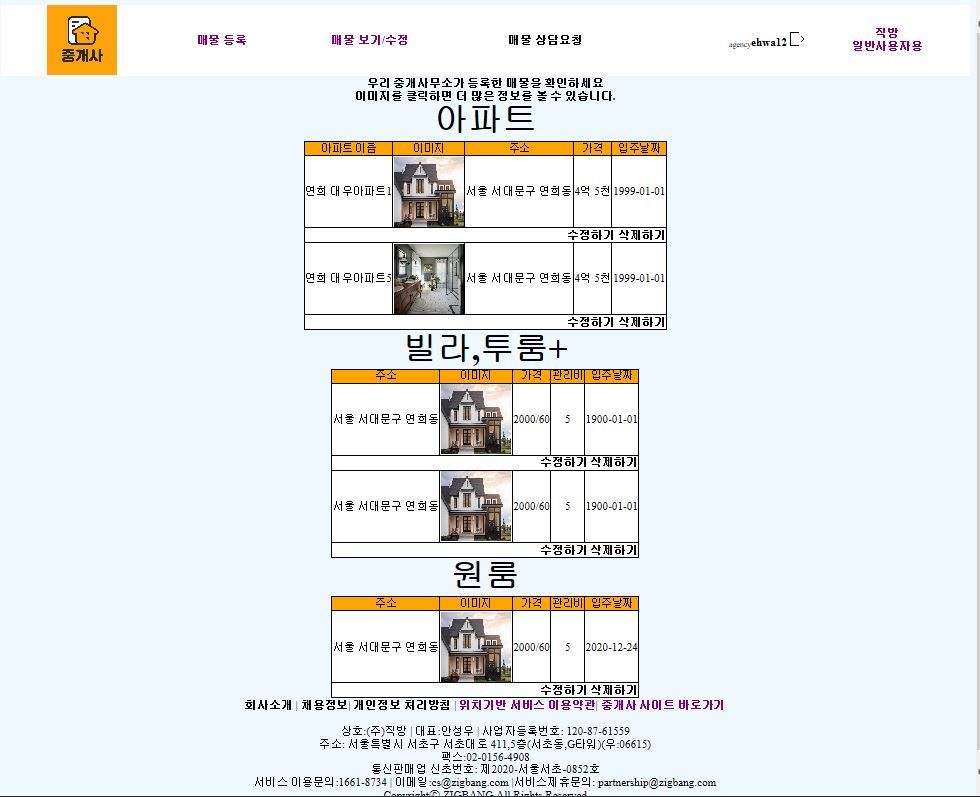 중개사
매물 등록
매물 보기/수정
매물 상담요청
agencyehwa12
직방
일반사용자용
우리 중개사무소가 등록한 매물을 확인하세요
이미지를 클릭하면 더 많은 정보를 볼 수 있습니다.
아파트
아파트 이름 이미지 주소 가격 입주날짜
연희 대우아파트1 서울 서대문구 연희동 4억 5천 1999-01-01
수정하기 삭제하기
연희 대우아파트5 서울 서대문구 연희동 4억 5천 1999-01-01
수정하기 삭제하기
빌라,투룸+
주소 이미지 가격 관리비 입주날짜
서울 서대문구 연희동 2000/60 5 1900-01-01
수정하기 삭제하기
서울 서대문구 연희동 2000/60 5 1900-01-01
수정하기 삭제하기
원룸
주소 이미지 가격 관리비 입주날짜
서울 서대문구 연희동 2000/60 5 2020-12-24
수정하기 삭제하기
회사소개 | 채용정보| 개인정보 처리방침 | 위치기반 서비스 이용약관| 중개사 사이트 바로가기
상호:(주)직방 | 대표:안성우 | 사업자등록번호: 120-87-61559
주소: 서울특별시 서초구 서초대로 411,5층(서초동,GE타워)(우:06615)
팩스:02-0156-4908
통신판매업 신초번호: 제2020-서울서초-0852호
서비스 이용문의:1661-8734 | 이메일:cs@zigbang.com |서비스제휴문의: partnership@zigbang.com
Copyrightⓒ ZIGBANG All Rights Reserved